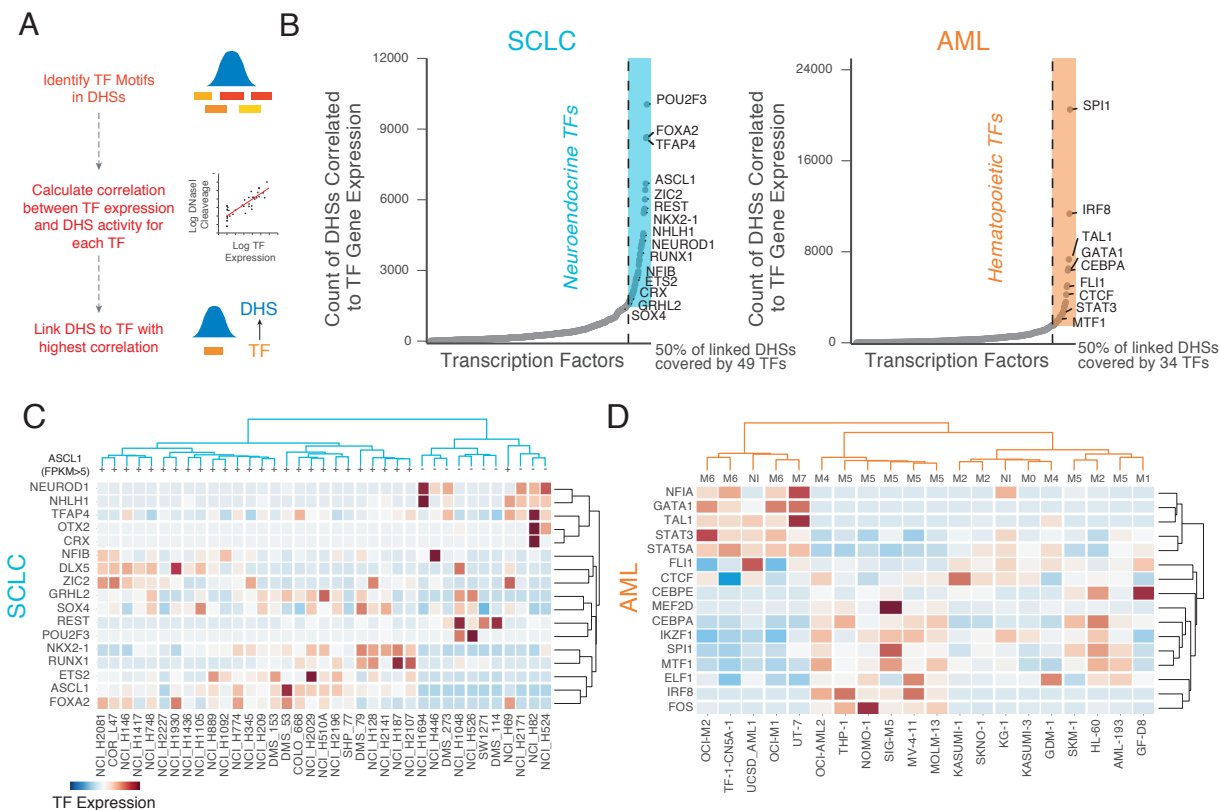 A
Identify TF Motifs
in DHSs
Calculate correlation
between TF expression
and DHS activity for
each TF
Log DNaseI
Cleaveage
Log TF
Expression
Link DHS to TF with
highest correlation
DHS
TF
B
SCLC
Count of DHSs Correlated
to TF Gene Expression
12000
9000
6000
3000
0
Neuroendocrine TFs
POU2F3
FOXA2
TFAP4
ASCL1
ZIC2
REST
NKX2-1
NHLH1
NEUROD1
RUNX1
NFIB
ETS2
CRX
GRHL2
SOX4
Transcription Factors
50% of linked DHSs
covered by 49 TFs
AML
Count of DHSs Correlated
to TF Gene Expression
24000
16000
8000
0
Hematopoietic TFs
SPI1
IRF8
TAL1
GATA1
CEBPA
FLI1
CTCF
STAT3
MTF1
Transcription Factors
50% of linked DHSs
covered by 34 TFs
C
SCLC
ASCL1
(FPKM>5)
+ + + + + + + + + + + + + + + + + + + + + + + + - - - - + - + -
NEUROD1
NHLH1
TFAP4
OTX2
CRX
NFIB
DLX5
ZIC2
GRHL2
SOX4
REST
POU2F3
NKX2-1
RUNX1
ETS2
ASCL1
FOXA2
NCI_H2081
COR_L47
NCI_H146
NCI_H1417
NCI_H748
NCI_H2227
NCI_H1930
NCI_H1436
NCI_H1105
NCI_H889
NCI_H1092
NCI_H774
NCI_H345
NCI_H209
DMS_153
DMS_53
COLO_668
NCI_H2029
NCI_H510A
NCI_H2196
SHP_77
DMS_79
NCI_H128
NCI_H2141
NCI_H187
NCI_H2107
NCI_H1694
NCI_H446
DMS_273
NCI_H1048
NCI_H526
SW1271
DMS_114
NCI_H69
NCI_H2171
NCI_H82
NCI_H524
TF Expression
D
AML
M6 M6 NI M6 M7 M4 M5 M5 M5 M5 M5 M2 M2 NI M0 M4 M5 M2 M5 M1
NFIA
GATA1
TAL1
STAT3
STAT5A
FLI1
CTCF
CEBPE
MEF2D
CEBPA
IKZF1
SPI1
MTF1
ELF1
IRF8
FOS
OCI-M2
TF-1-CN5A-1
UCSD_AML1
OCI-M1
UT-7
OCI-AML2
THP-1
NOMO-1
SIG-M5
MV-4-11
MOLM-13
KASUMI-1
SKNO-1
KG-1
KASUMI-3
GDM-1
SKM-1
HL-60
AML-193
GF-D8